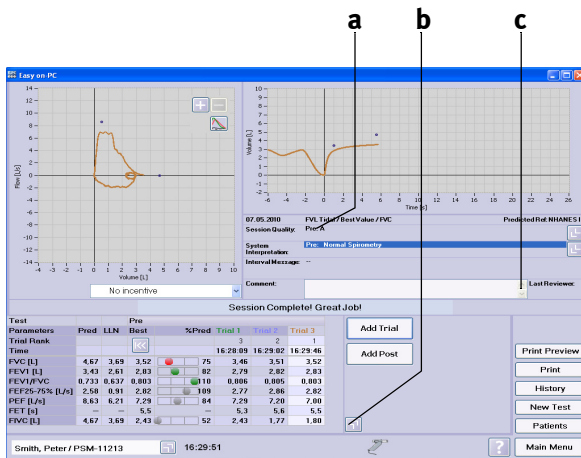 a b c
Easy on-PC
14
12
10
8
6
4
2
0
-2
-4
-6
-8
-10
-12
-14
Flow [L/s]
-4 -3 -2 -1 0 1 2 3 4 5 6 7 8 9 10
Volume [L]
No incentive
10
9
8
7
6
5
4
3
2
1
0
-1
-2
Volume [L]
-6 -4 -2 0 2 4 6 8 10 12 14 16 18 20
Time [s]
07.05.2010 FVL Tidal / Best Value / FVC Predicted Ref: NHANES I
Session Quality: Pre: A
System Interpretation: Pre: Normal Spirometry
Interval Message: --
Comment: Last Reviewer:
Session Complete! Great Job!
Test Pre
Parameters Pred LLN Best %Pred Trial 1 Trial 2 Trial 3
Trial Rank 3 2 1
Time 16:28:09 16:29:02 16:29:46
FVC [L] 4,67 3,69 3,52 75 3,46 3,51 3,52
FEV1 [L] 3,43 2,61 2,83 82 2,79 2,82 2,83
FEV1/FVC 0,733 0,637 0,803 110 0,806 0,805 0,803
FEF25-75% [L/s] 2,58 0,91 2,82 109 2,77 2,86 2,82
PEF [L/s] 8,63 6,21 7,29 84 7,29 7,20 7,00
FET [s] -- -- 5,5 5,3 5,6 5,5
FIVC [L] 4,67 3,69 2,43 52 2,43 1,77 1,80
Add Trial
Add Post
Print Preview
Print
History
New Test
Patients
Main Menu
Smith, Peter / PSM-11213 16:29:51 ?